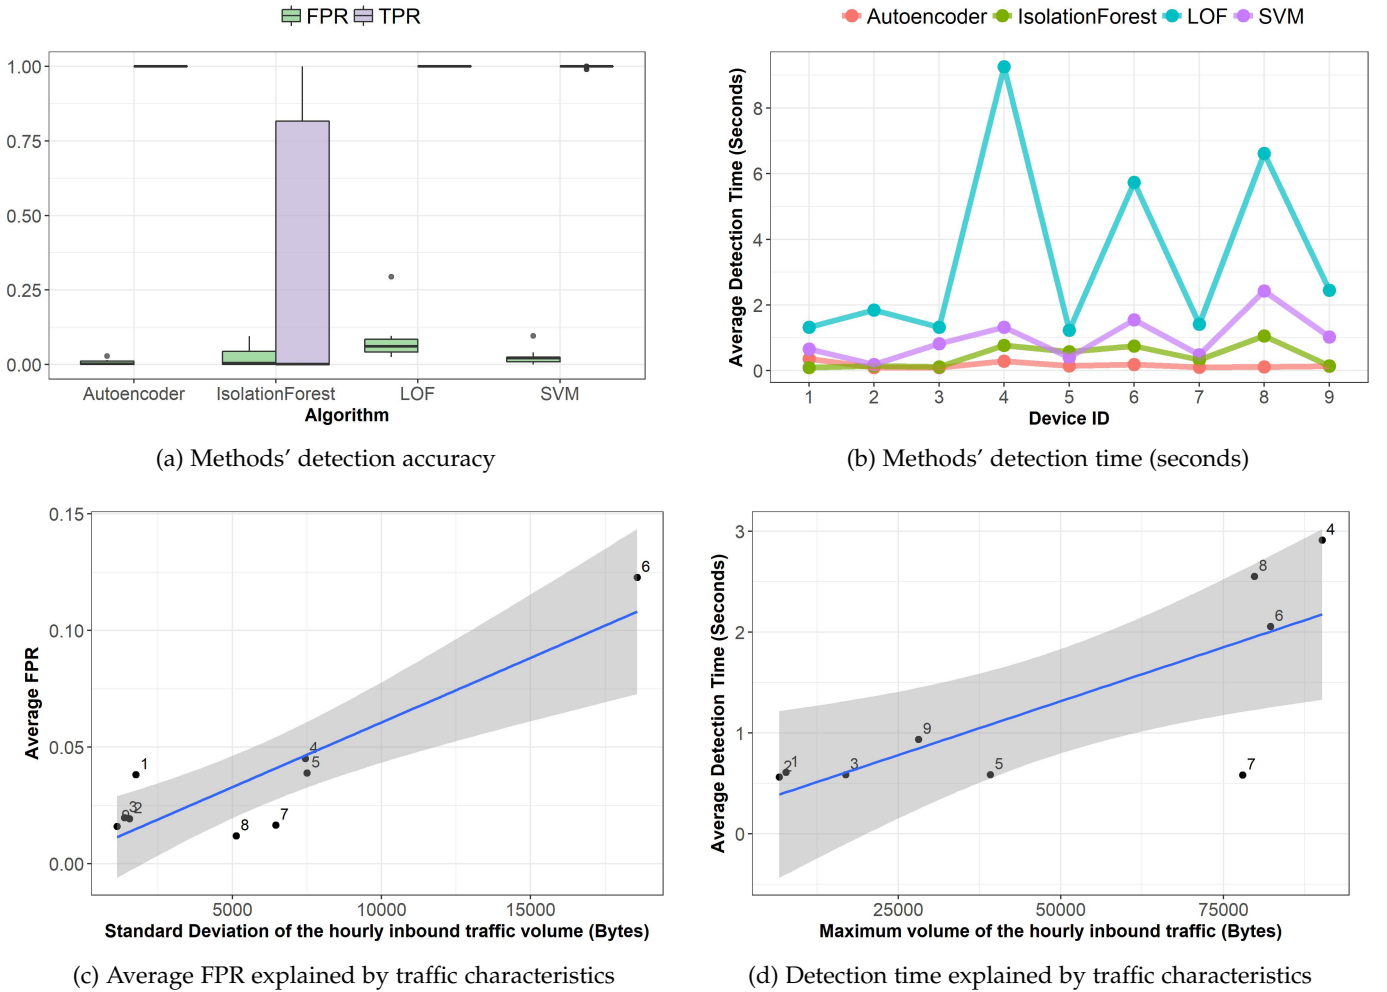 FPR TPR
1.00
0.75
0.50
0.25
0.00
Autoencoder IsolationForest LOF SVM
Algorithm
(a) Methods' detection accuracy
Autoencoder IsolationForest LOF SVM
Average Detection Time (Seconds)
8
6
4
2
0
1 2 3 4 5 6 7 8 9
Device ID
(b) Methods' detection time (seconds)
Average FPR
0.15
0.10
0.05
0.00
6
4
5
1
3 2
9
8
7
5000 10000 15000
Standard Deviation of the hourly inbound traffic volume (Bytes)
(c) Average FPR explained by traffic characteristics
Average Detection Time (Seconds)
3
2
1
0
4
8
6
9
2 1
3
5
7
25000 50000 75000
Maximum volume of the hourly inbound traffic (Bytes)
(d) Detection time explained by traffic characteristics